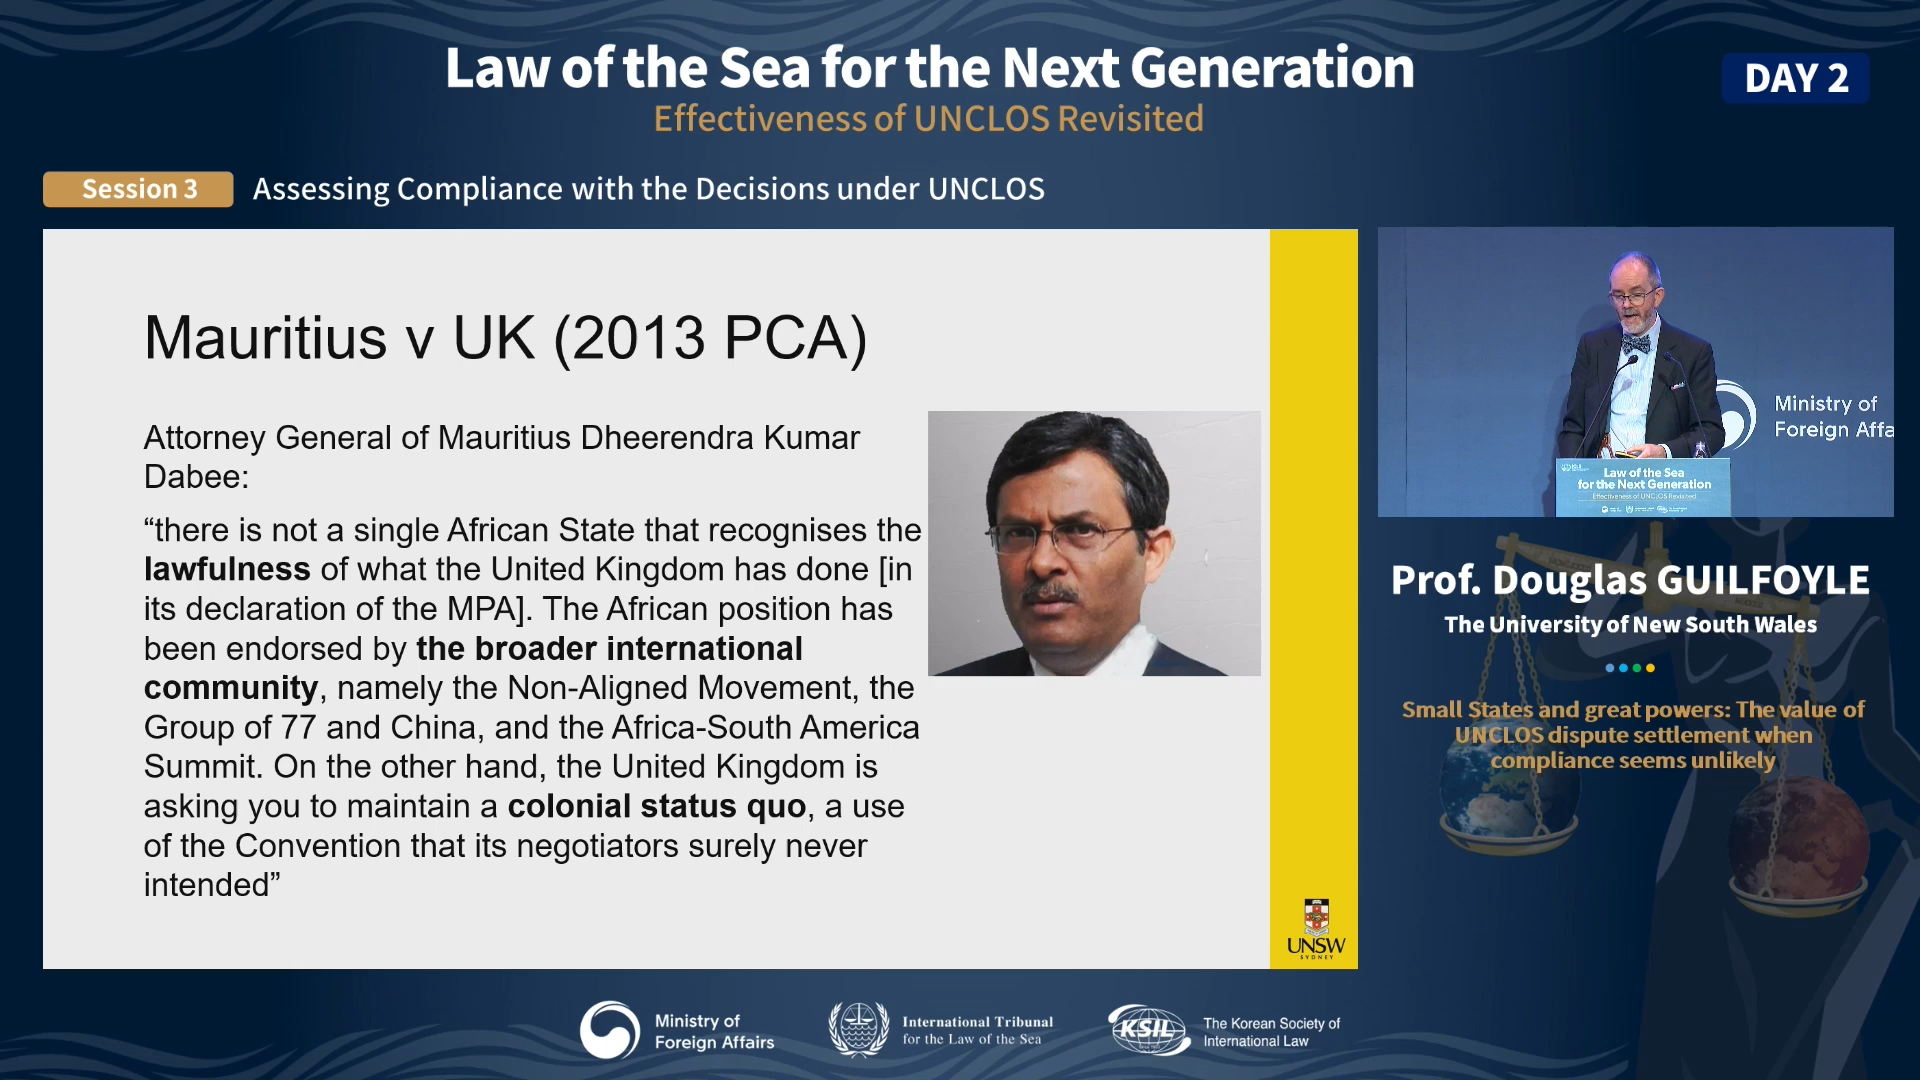 Law of the Sea for the Next Generation
Effectiveness of UNCLOS Revisited
DAY 2
Session 3
Assessing Compliance with the Decisions under UNCLOS
Mauritius v UK (2013 PCA)
Attorney General of Mauritius Dheerendra Kumar
Dabee:
“there is not a single African State that recognises the
lawfulness of what the United Kingdom has done [in
its declaration of the MPA]. The African position has
been endorsed by the broader international
community, namely the Non-Aligned Movement, the
Group of 77 and China, and the Africa-South America
Summit. On the other hand, the United Kingdom is
asking you to maintain a colonial status quo, a use
of the Convention that its negotiators surely never
intended”
UNSW
SYDNEY
Ministry of
Foreign Affa
Law of the Sea
for the Next Generation
Effectiveness of UNCLOS Revisited
Prof. Douglas GUILFOYLE
The University of New South Wales
Small States and great powers: The value of
UNCLOS dispute settlement when
compliance seems unlikely
Ministry of
Foreign Affairs
International Tribunal
for the Law of the Sea
KSIL
The Korean Society of
International Law